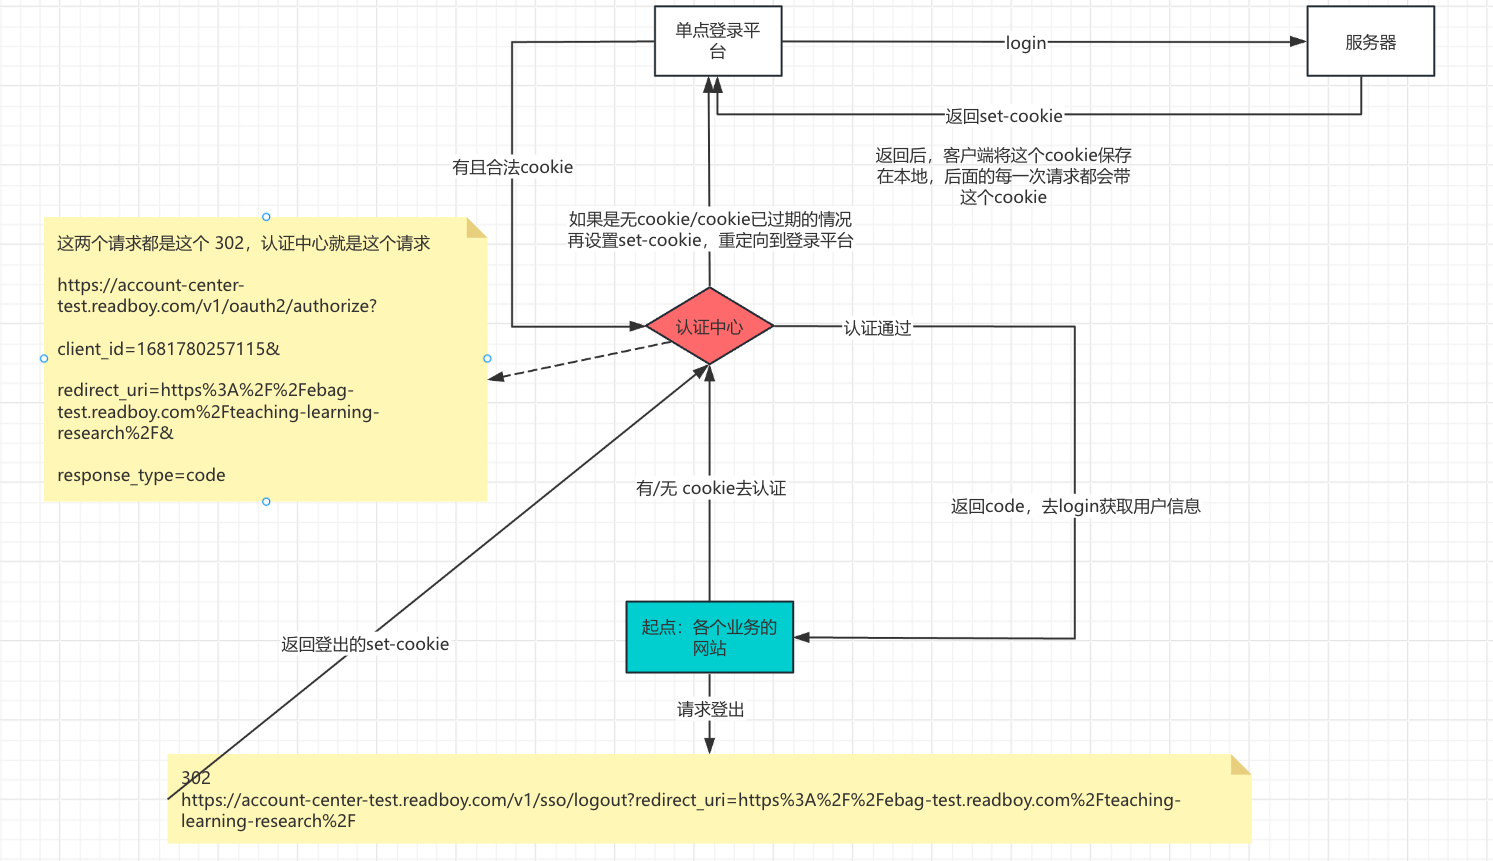 单点登录平
台
login
服务器
返回set-cookie
返回后，客户端将这个cookie保存
在本地，后面的每一次请求都会带
这个cookie
有且合法cookie
如果是无cookie/cookie已过期的情况
再设置set-cookie，重定向到登录平台
这两个请求都是这个 302，认证中心就是这个请求
https://account-center-
test.readboy.com/v1/oauth2/authorize?
client_id=1681780257115&
redirect_uri=https%3A%2F%2Febag-
test.readboy.com%2Fteaching-learning-
research%2F&
response_type=code
认证中心
认证通过
有/无 cookie去认证
返回code，去login获取用户信息
起点：各个业务的
网站
返回登出的set-cookie
请求登出
302
https://account-center-test.readboy.com/v1/sso/logout?redirect_uri=https%3A%2F%2Febag-test.readboy.com%2Fteaching-
learning-research%2F